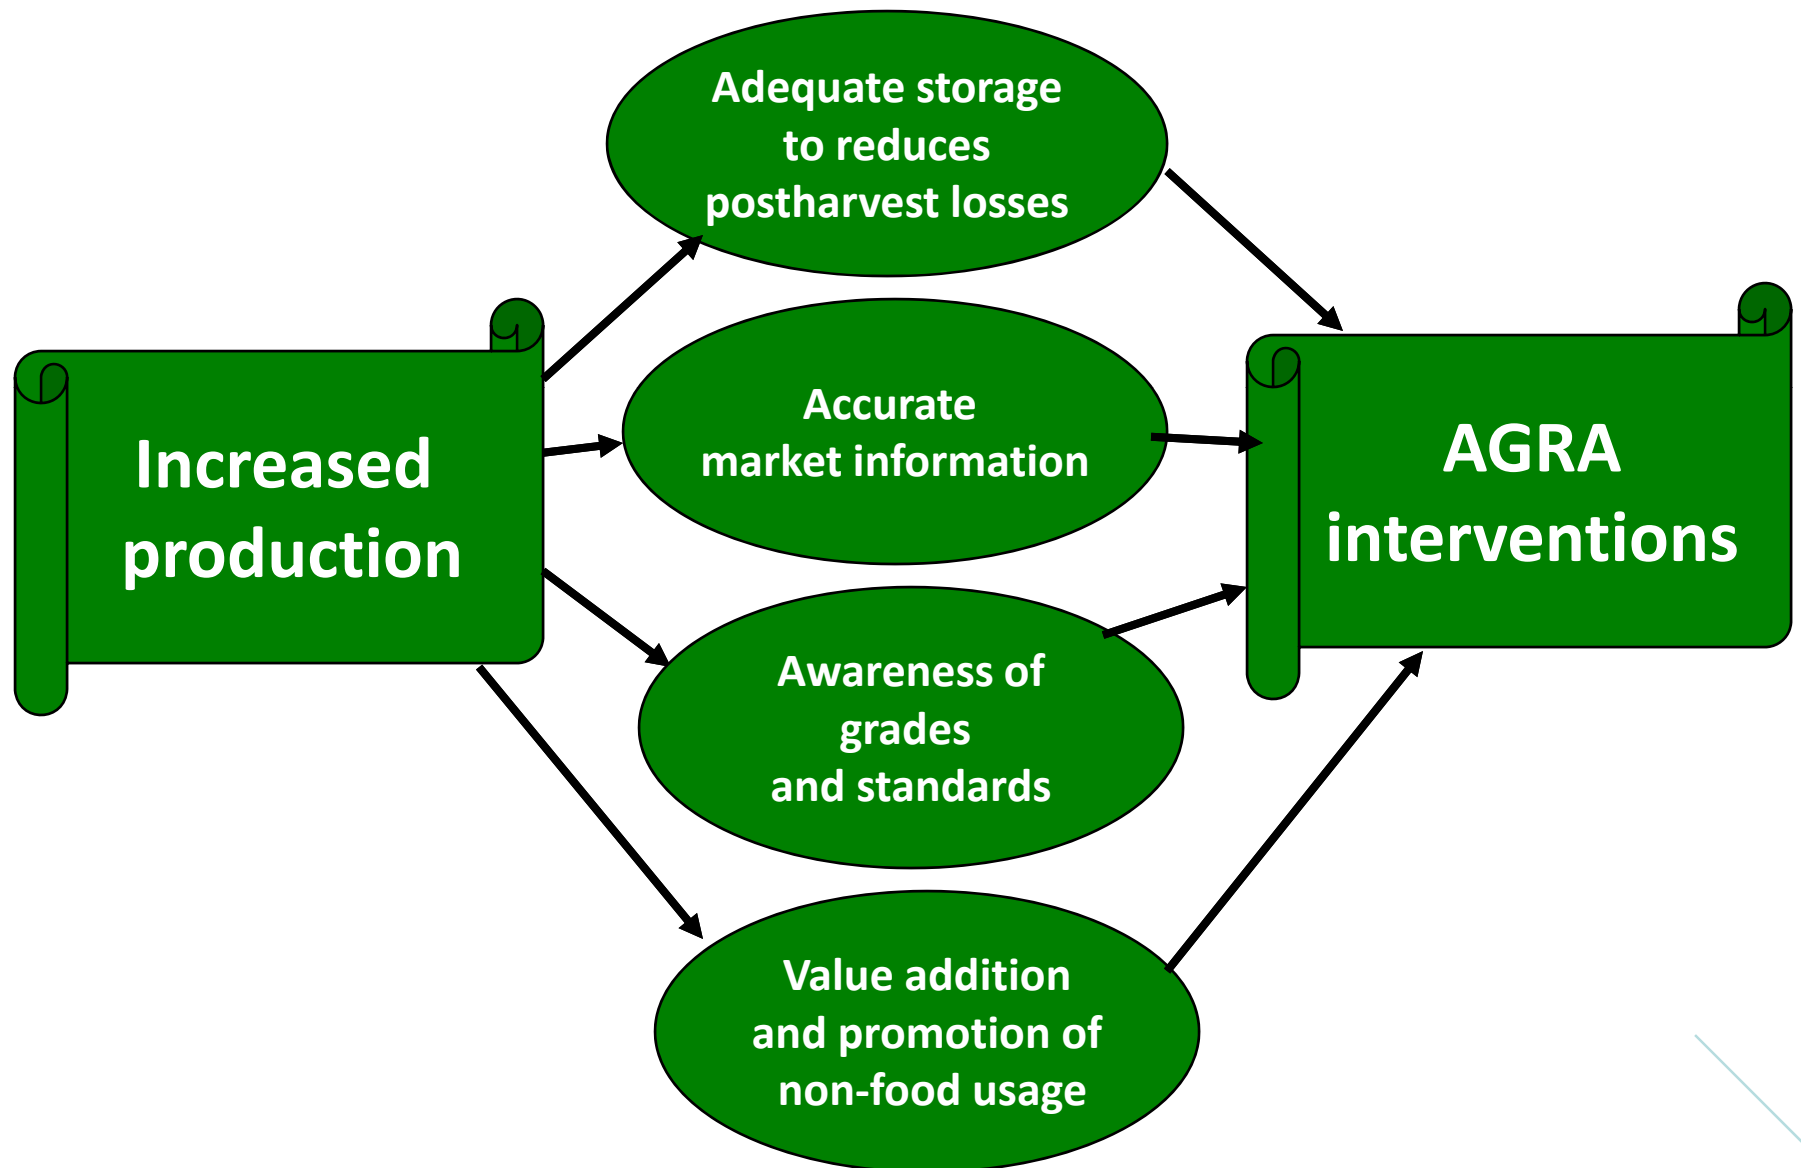 Adequate storage
to reduces
postharvest losses
Increased
production
Accurate
market information
AGRA
interventions
Awareness of
grades
and standards
Value addition
and promotion of
non-food usage